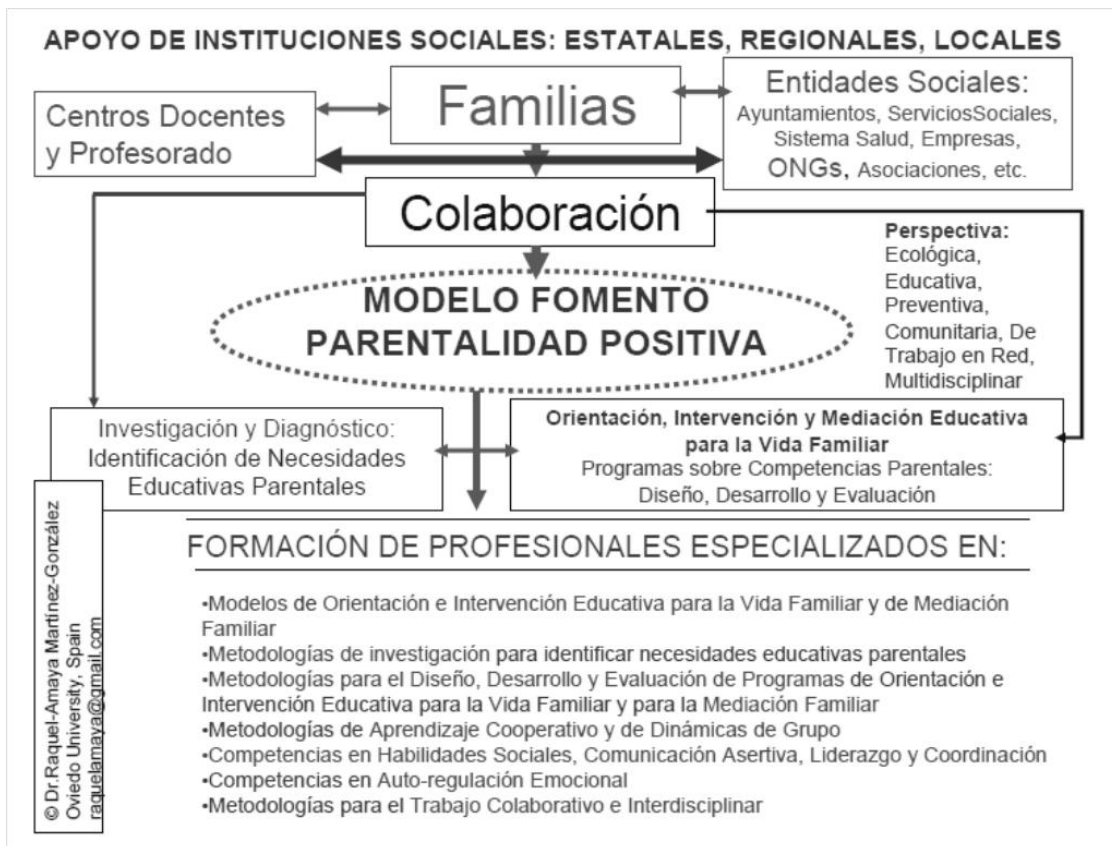 APOYO DE INSTITUCIONES SOCIALES: ESTATALES, REGIONALES, LOCALES
Centros Docentes
y Profesorado
Familias
Entidades Sociales:
Ayuntamientos, ServiciosSociales,
Sistema Salud, Empresas,
ONGs, Asociaciones, etc.
Colaboración
Perspectiva:
Ecológica,
Educativa,
Preventiva,
Comunitaria, De
Trabajo en Red,
Multidisciplinar
MODELO FOMENTO
PARENTALIDAD POSITIVA
Investigación y Diagnóstico:
Identificación de Necesidades
Educativas Parentales
Orientación, Intervención y Mediación Educativa
para la Vida Familiar
Programas sobre Competencias Parentales:
Diseño, Desarrollo y Evaluación
© Dr.Raquel-Amaya Martínez-González
Oviedo University, Spain
raquelamaya@gmail.com
FORMACIÓN DE PROFESIONALES ESPECIALIZADOS EN:
•Modelos de Orientación e Intervención Educativa para la Vida Familiar y de Mediación
Familiar
•Metodologías de investigación para identificar necesidades educativas parentales
•Metodologías para el Diseño, Desarrollo y Evaluación de Programas de Orientación e
Intervención Educativa para la Vida Familiar y para la Mediación Familiar
•Metodologías de Aprendizaje Cooperativo y de Dinámicas de Grupo
•Competencias en Habilidades Sociales, Comunicación Asertiva, Liderazgo y Coordinación
•Competencias en Auto-regulación Emocional
•Metodologías para el Trabajo Colaborativo e Interdisciplinar